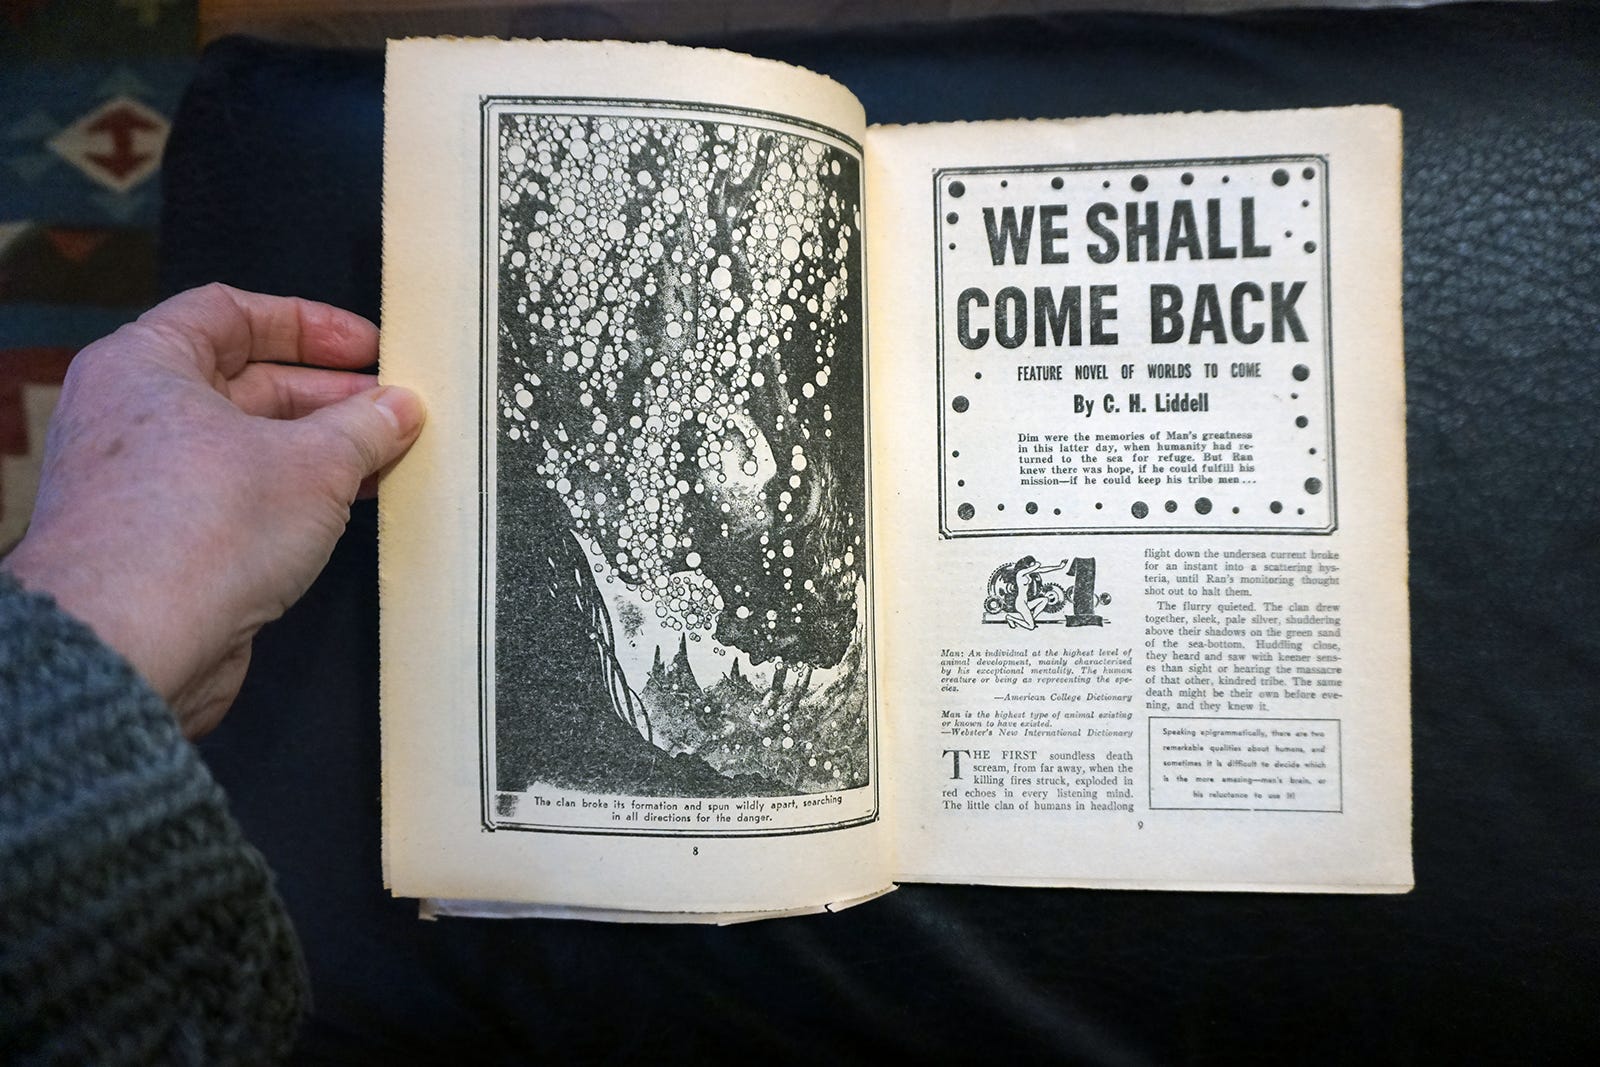 The clan broke its formation and spun wildly apart, searching
in all directions for the danger.
8
WE SHALL
COME BACK
FEATURE NOVEL OF WORLDS TO COME
By C. H. Liddell
Dim were the memories of Man's greatness
in this latter day, when humanity had re-
turned to the sea for refuge. But Ran
knew there was hope, if he could fulfill his
mission—if he could keep his tribe men...
1
Man: An individual at the highest level of
animal development, mainly characterized
by his exceptional mentality. The human
creature or being as representing the spe-
cies.
—American College Dictionary
Man is the highest type of animal existing
or known to have existed.
—Webster's New International Dictionary
THE FIRST soundless death
scream, from far away, when the
killing fires struck, exploded in
red echoes in every listening mind.
The little clan of humans in headlong
flight down the undersea current broke
for an instant into a scattering hys-
teria, until Ran's monitoring thought
shot out to halt them.
The flurry quieted. The clan drew
together, sleek, pale silver, shuddering
above their shadows on the green sand
of the sea-bottom. Huddling close,
they heard and saw with keener sens-
es than sight or hearing the massacre
of that other, kindred tribe. The same
death might be their own before eve-
ning, and they knew it.
Speaking epigrammatically, there are two
remarkable qualities about humans, and
sometimes it is difficult to decide which
is the more amazing—man's brain, or
his reluctance to use it!
9